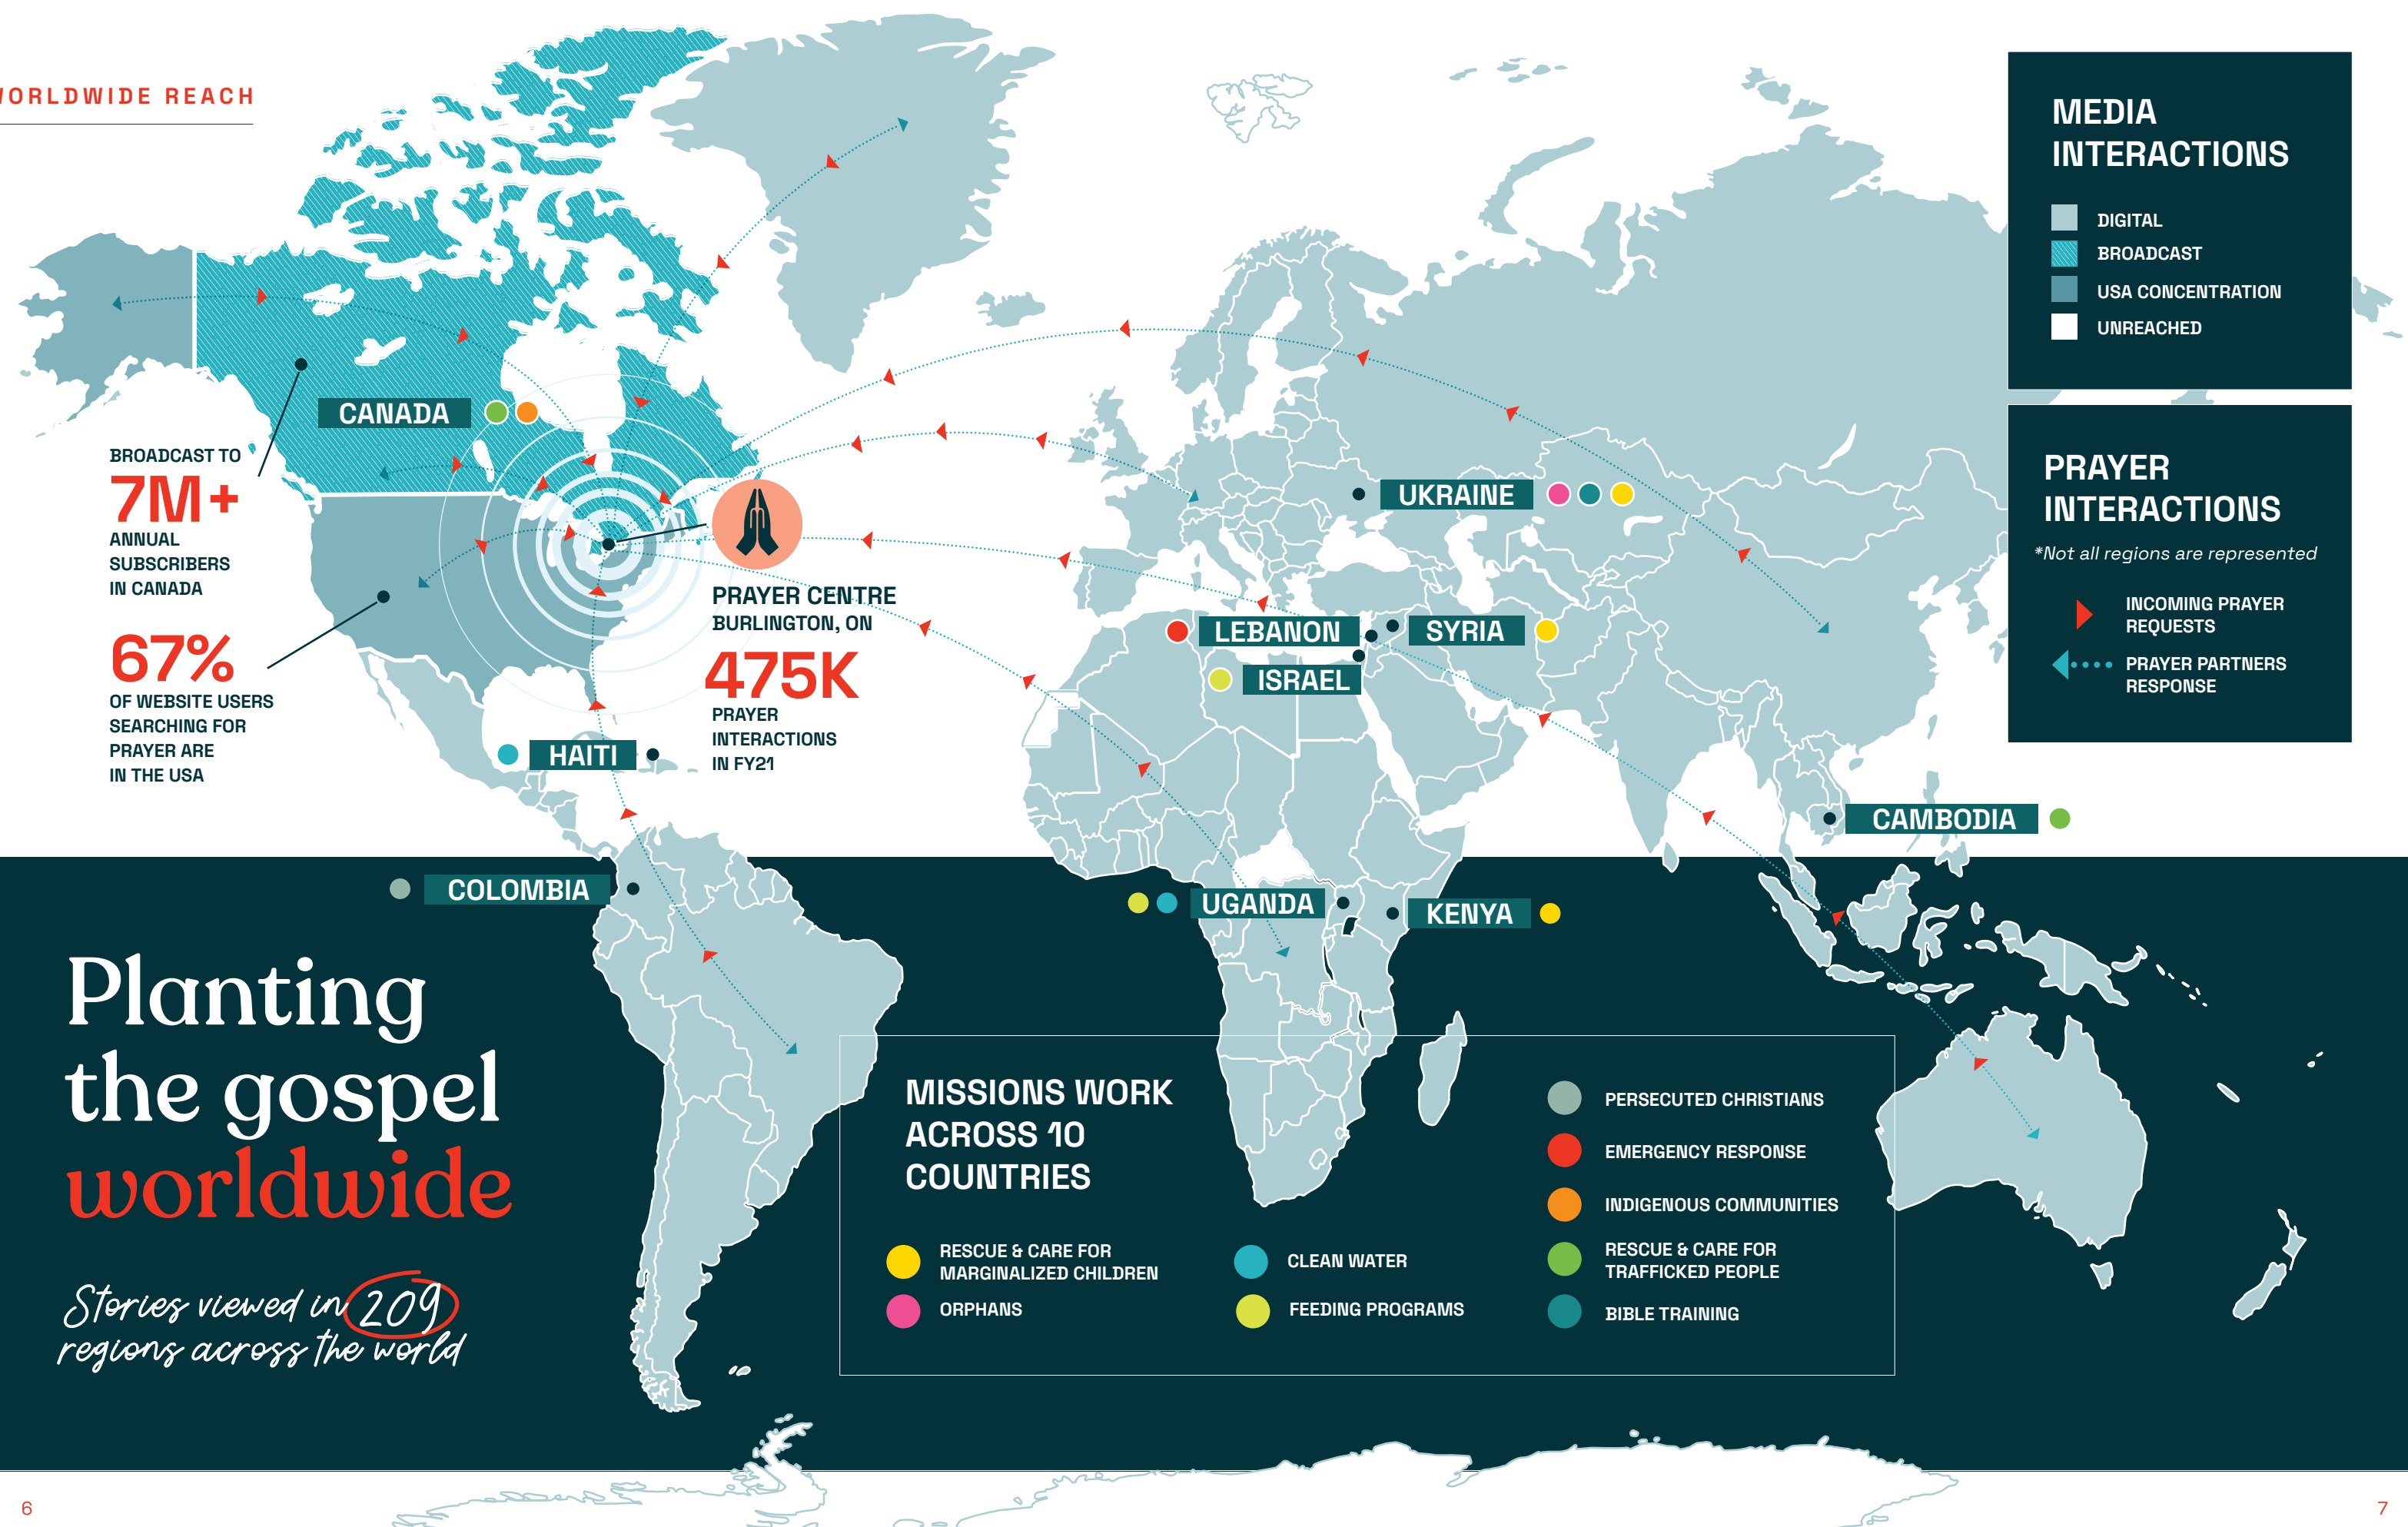 WORLDWIDE REACH
MEDIA
INTERACTIONS
DIGITAL
BROADCAST
USA CONCENTRATION
UNREACHED
PRAYER
INTERACTIONS
*Not all regions are represented
INCOMING PRAYER
REQUESTS
PRAYER PARTNERS
RESPONSE
CANADA
BROADCAST TO
7M+
ANNUAL
SUBSCRIBERS
IN CANADA
67%
OF WEBSITE USERS
SEARCHING FOR
PRAYER ARE
IN THE USA
PRAYER CENTRE
BURLINGTON, ON
475K
PRAYER
INTERACTIONS
IN FY21
UKRAINE
LEBANON
SYRIA
ISRAEL
HAITI
CAMBODIA
COLOMBIA
UGANDA
KENYA
Planting
the gospel
worldwide
Stories viewed in 209
regions across the world
MISSIONS WORK
ACROSS 10
COUNTRIES
RESCUE & CARE FOR
MARGINALIZED CHILDREN
ORPHANS
CLEAN WATER
FEEDING PROGRAMS
PERSECUTED CHRISTIANS
EMERGENCY RESPONSE
INDIGENOUS COMMUNITIES
RESCUE & CARE FOR
TRAFFICKED PEOPLE
BIBLE TRAINING
6
7